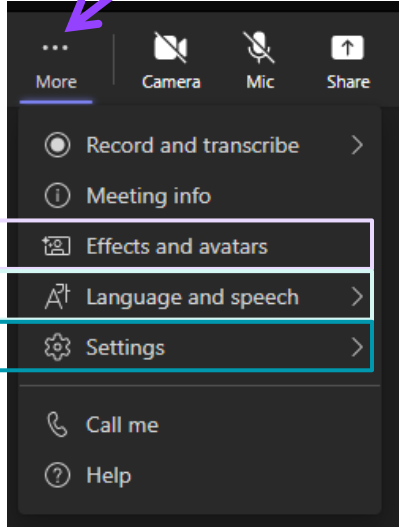 More Camera Mic Share
Record and transcribe
Meeting info
Effects and avatars
Language and speech
Settings
Call me
Help